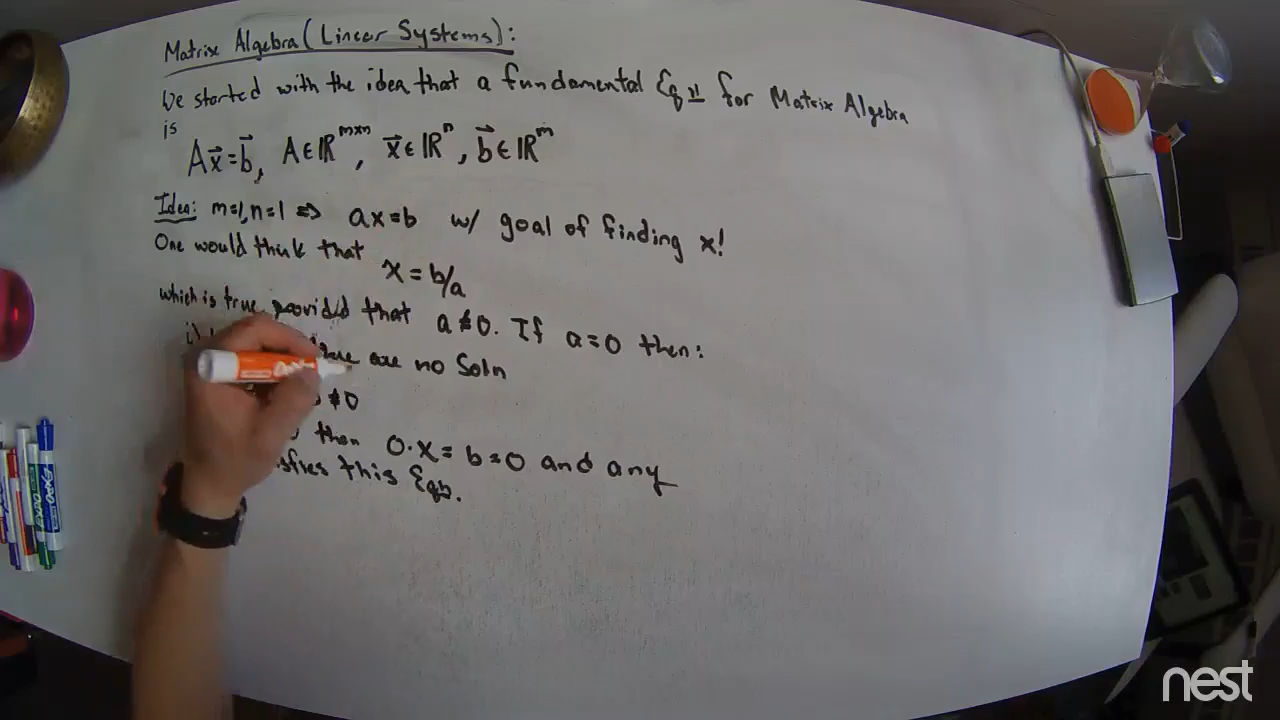 Matrix Algebra (Linear Systems):
We started with the idea that a fundamental Eqn for Matrix Algebra
is
Ax⃗=b⃗, A∈ℝ^{m×n}, x⃗∈ℝ^n, b⃗∈ℝ^m
Idea: m=1, n=1 => ax=b w/ goal of finding x!
One would think that
x = b/a
which is true provided that a≠0. If a=0 then:
i) are no Soln
≠0
then 0·x = b=0 and any
this Eqn.
EXPO
nest